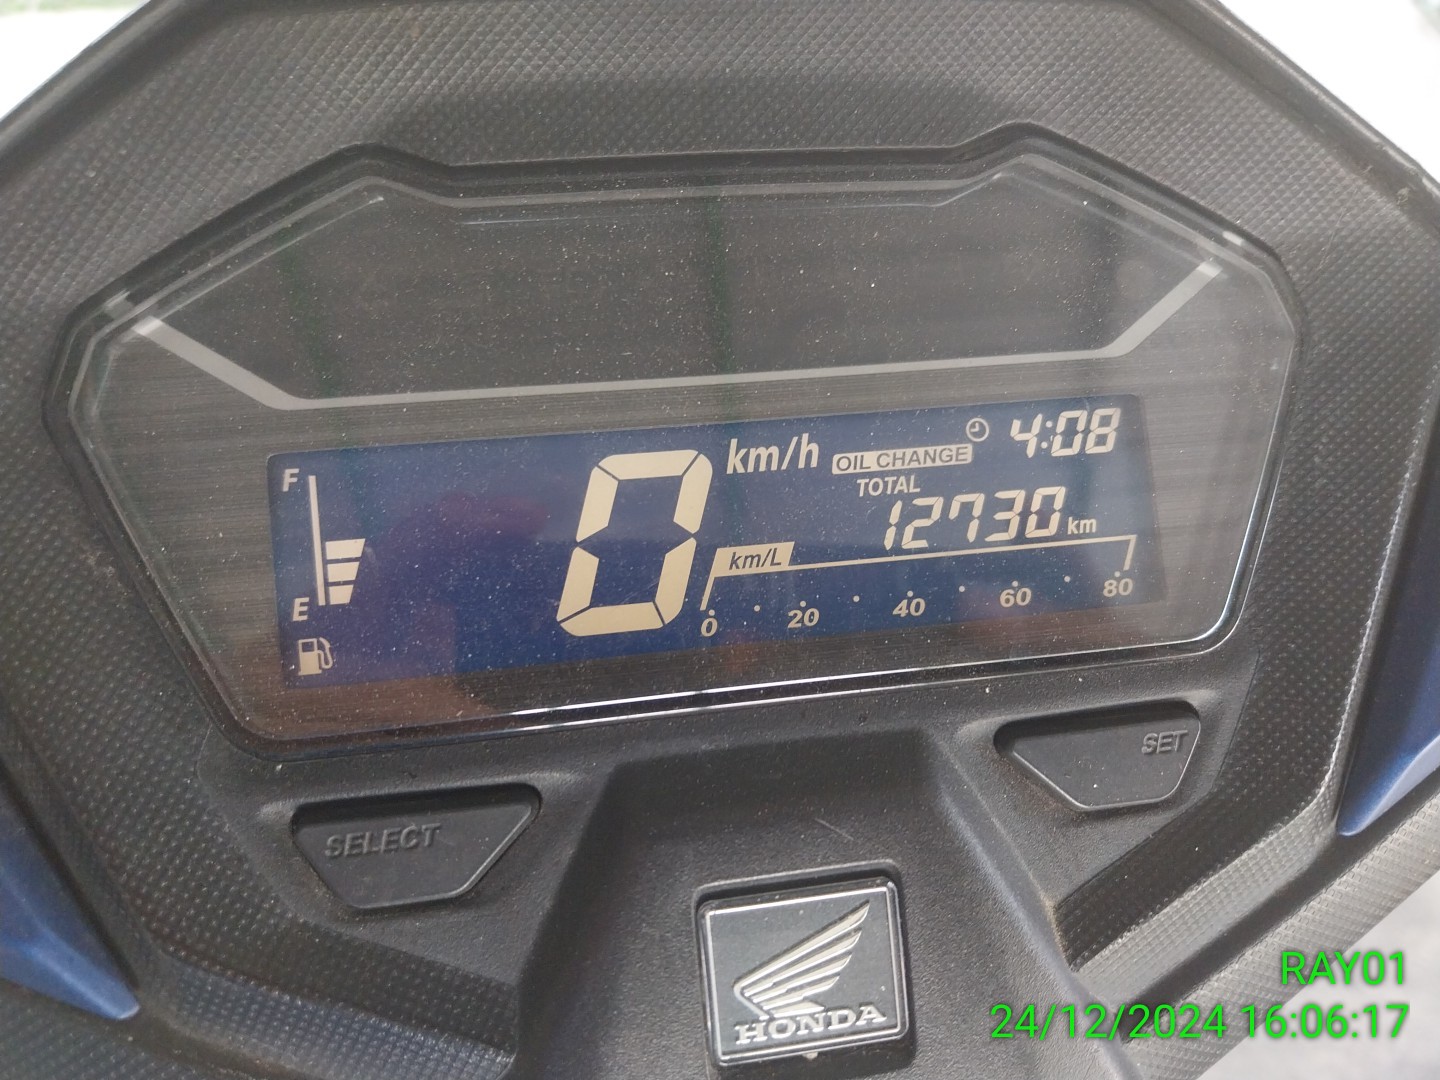 F
E
0 km/h
OIL CHANGE
4:08
TOTAL
12730 km
km/L
0 20 40 60 80
SELECT
SET
HONDA
RAY01
24/12/2024 16:06:17